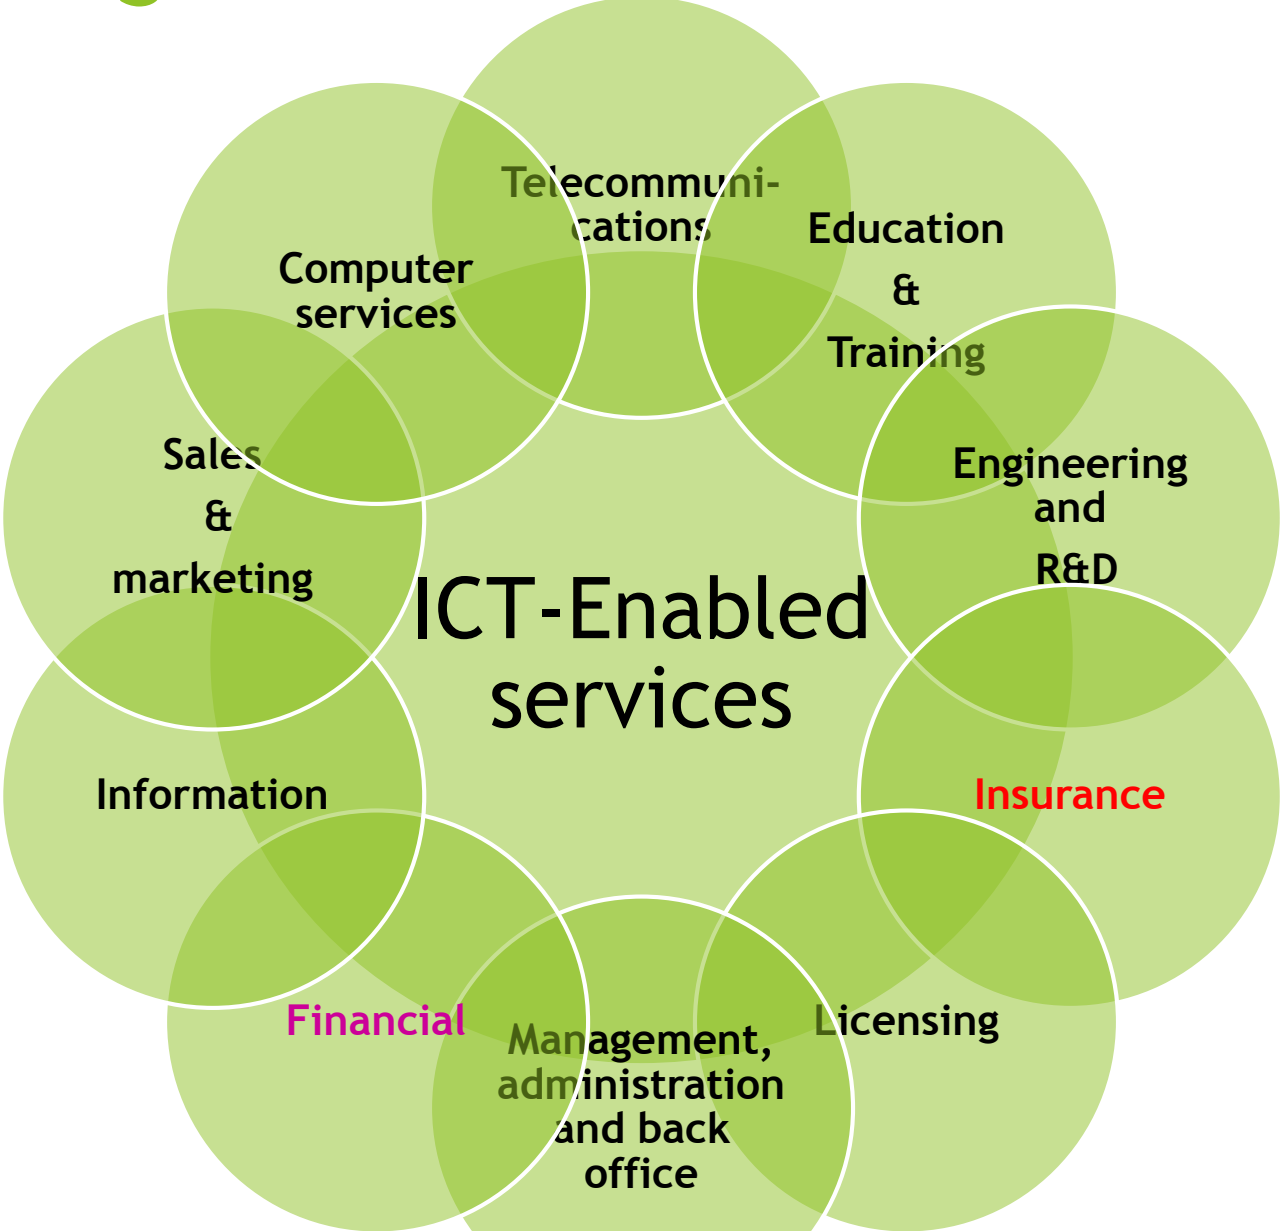 Telecommuni-
cations
Education
&
Training
Engineering
and
R&D
Insurance
Licensing
Management,
administration
and back
office
Financial
Information
Sales
&
marketing
Computer
services
ICT-Enabled
services